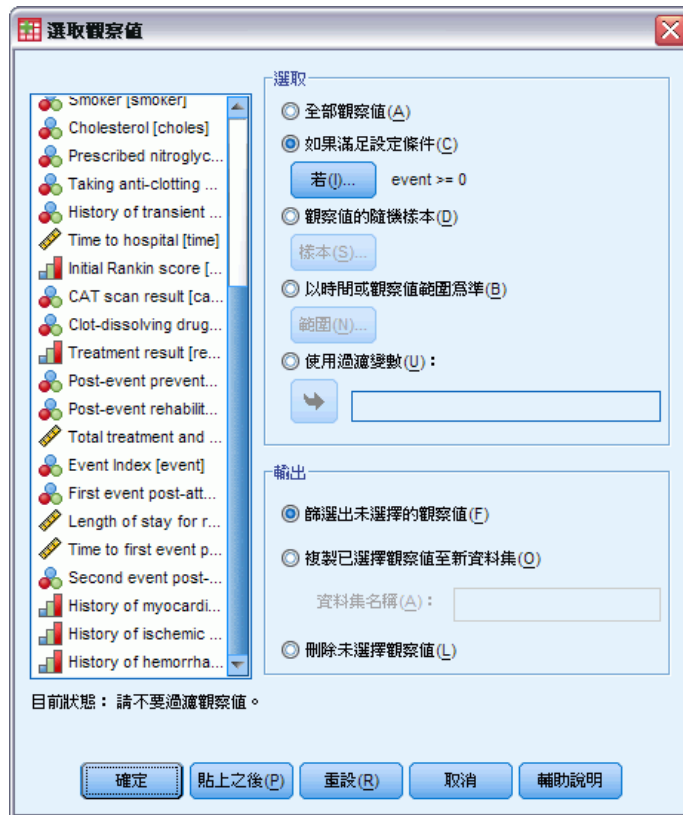 選取觀察值
Smoker [smoker]
Cholesterol [choles]
Prescribed nitroglyc...
Taking anti-clotting ...
History of transient ...
Time to hospital [time]
Initial Rankin score [...
CAT scan result [ca...
Clot-dissolving drug...
Treatment result [re...
Post-event prevent...
Post-event rehabilit...
Total treatment and ...
Event Index [event]
First event post-att...
Length of stay for r...
Time to first event p...
Second event post-...
History of myocardi...
History of ischemic ...
History of hemorrha...
選取
全部觀察值(A)
如果滿足設定條件(C)
若(I)... event >= 0
觀察值的隨機樣本(D)
樣本(S)...
以時間或觀察值範圍為準(B)
範圍(N)...
使用過濾變數(U)：
輸出
篩選出未選擇的觀察值(F)
複製已選擇觀察值至新資料集(O)
資料集名稱(A)：
刪除未選擇觀察值(L)
目前狀態：請不要過濾觀察值。
確定 貼上之後(P) 重設(R) 取消 輔助說明